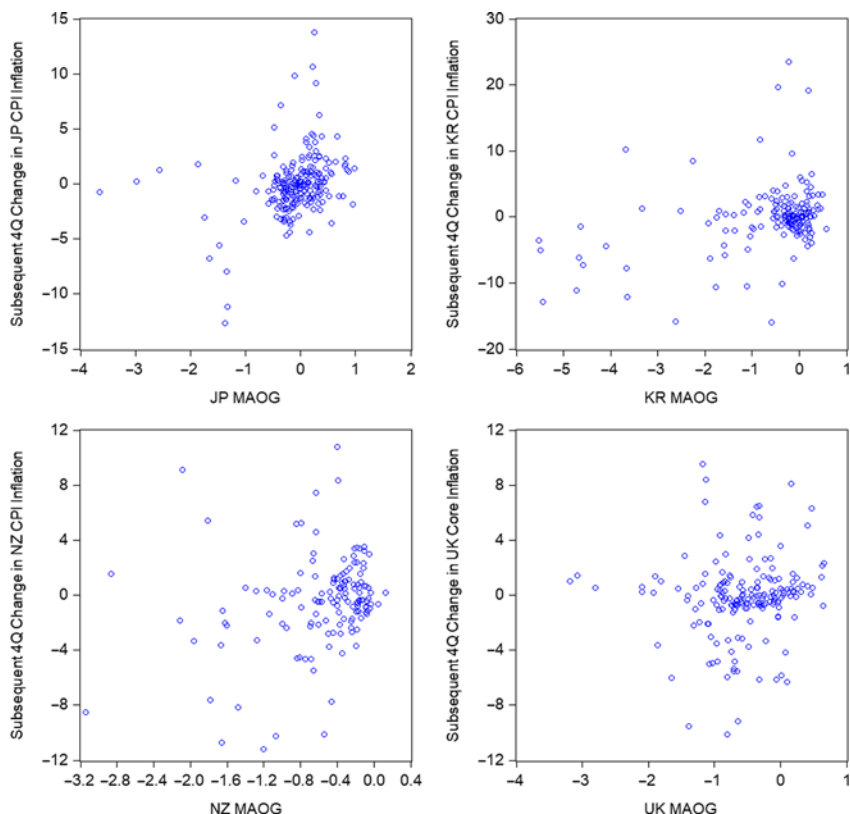 Subsequent 4Q Change in JP CPI Inflation
15
10
5
0
−5
−10
−15
−4 −3 −2 −1 0 1 2
JP MAOG
Subsequent 4Q Change in KR CPI Inflation
30
20
10
0
−10
−20
−6 −5 −4 −3 −2 −1 0 1
KR MAOG
Subsequent 4Q Change in NZ CPI Inflation
12
8
4
0
−4
−8
−12
−3.2 −2.8 −2.4 −2.0 −1.6 −1.2 −0.8 −0.4 0.0 0.4
NZ MAOG
Subsequent 4Q Change in UK Core Inflation
12
8
4
0
−4
−8
−12
−4 −3 −2 −1 0 1
UK MAOG